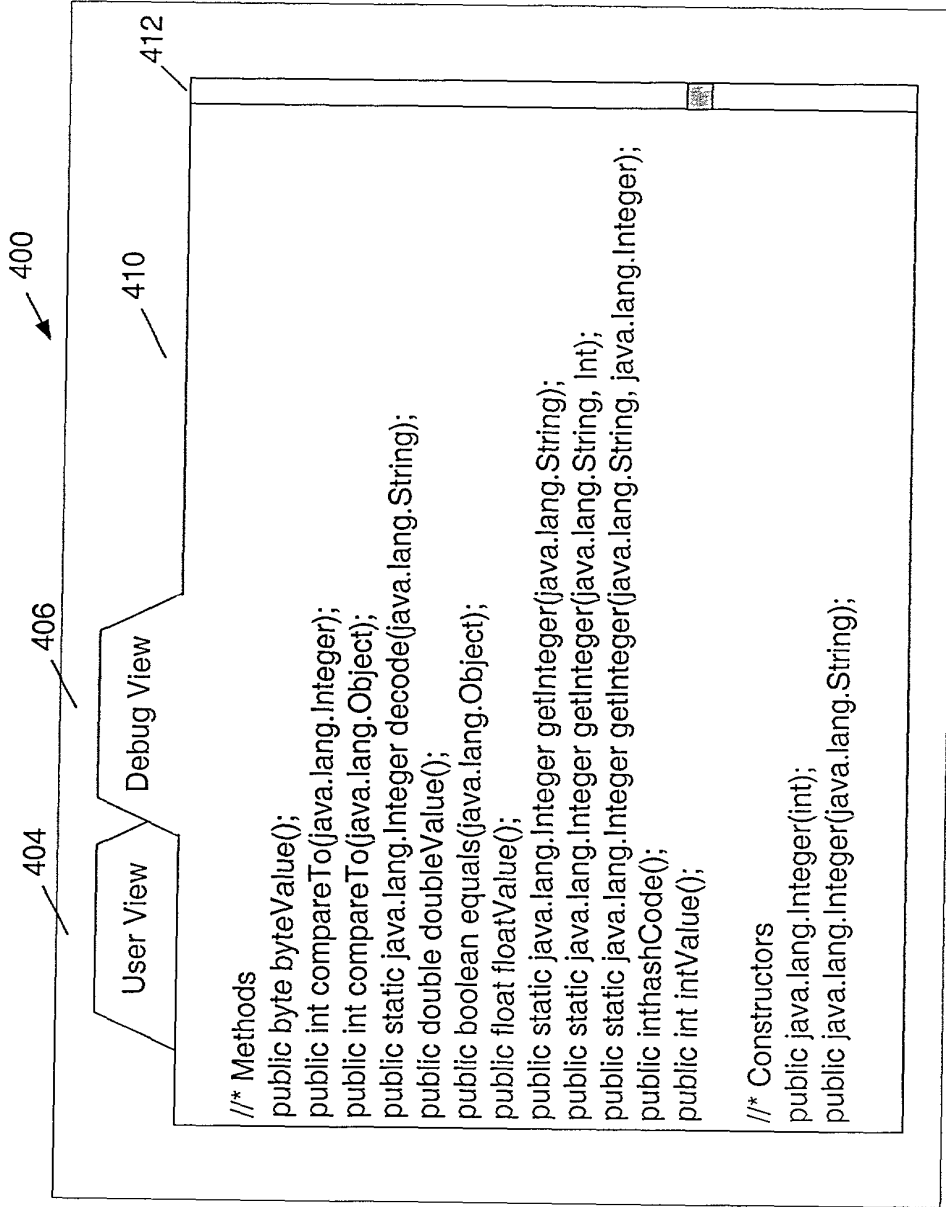 400
404
406
410
412
User View
Debug View
//* Methods
public byte byteValue();
public int compareTo(java.lang.Integer);
public int compareTo(java.lang.Object);
public static java.lang.Integer decode(java.lang.String);
public double doubleValue();
public boolean equals(java.lang.Object);
public float floatValue();
public static java.lang.Integer getInteger(java.lang.String);
public static java.lang.Integer getInteger(java.lang.String, Int);
public static java.lang.Integer getInteger(java.lang.String, java.lang.Integer);
public inthashCode();
public int intValue();
//* Constructors
public java.lang.Integer(int);
public java.lang.Integer(java.lang.String);